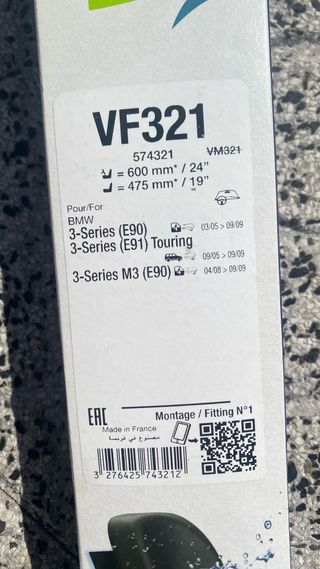 VF321
574321 VM321
= 600 mm* / 24"
= 475 mm* / 19"
Pour/For
BMW
3-Series (E90) 03/05 > 09/09
3-Series (E91) Touring
09/05 > 09/09
3-Series M3 (E90) 04/08 > 09/09
EAC Montage / Fitting N°1
Made in France
مصنوع في فرنسا
3 276425 743212